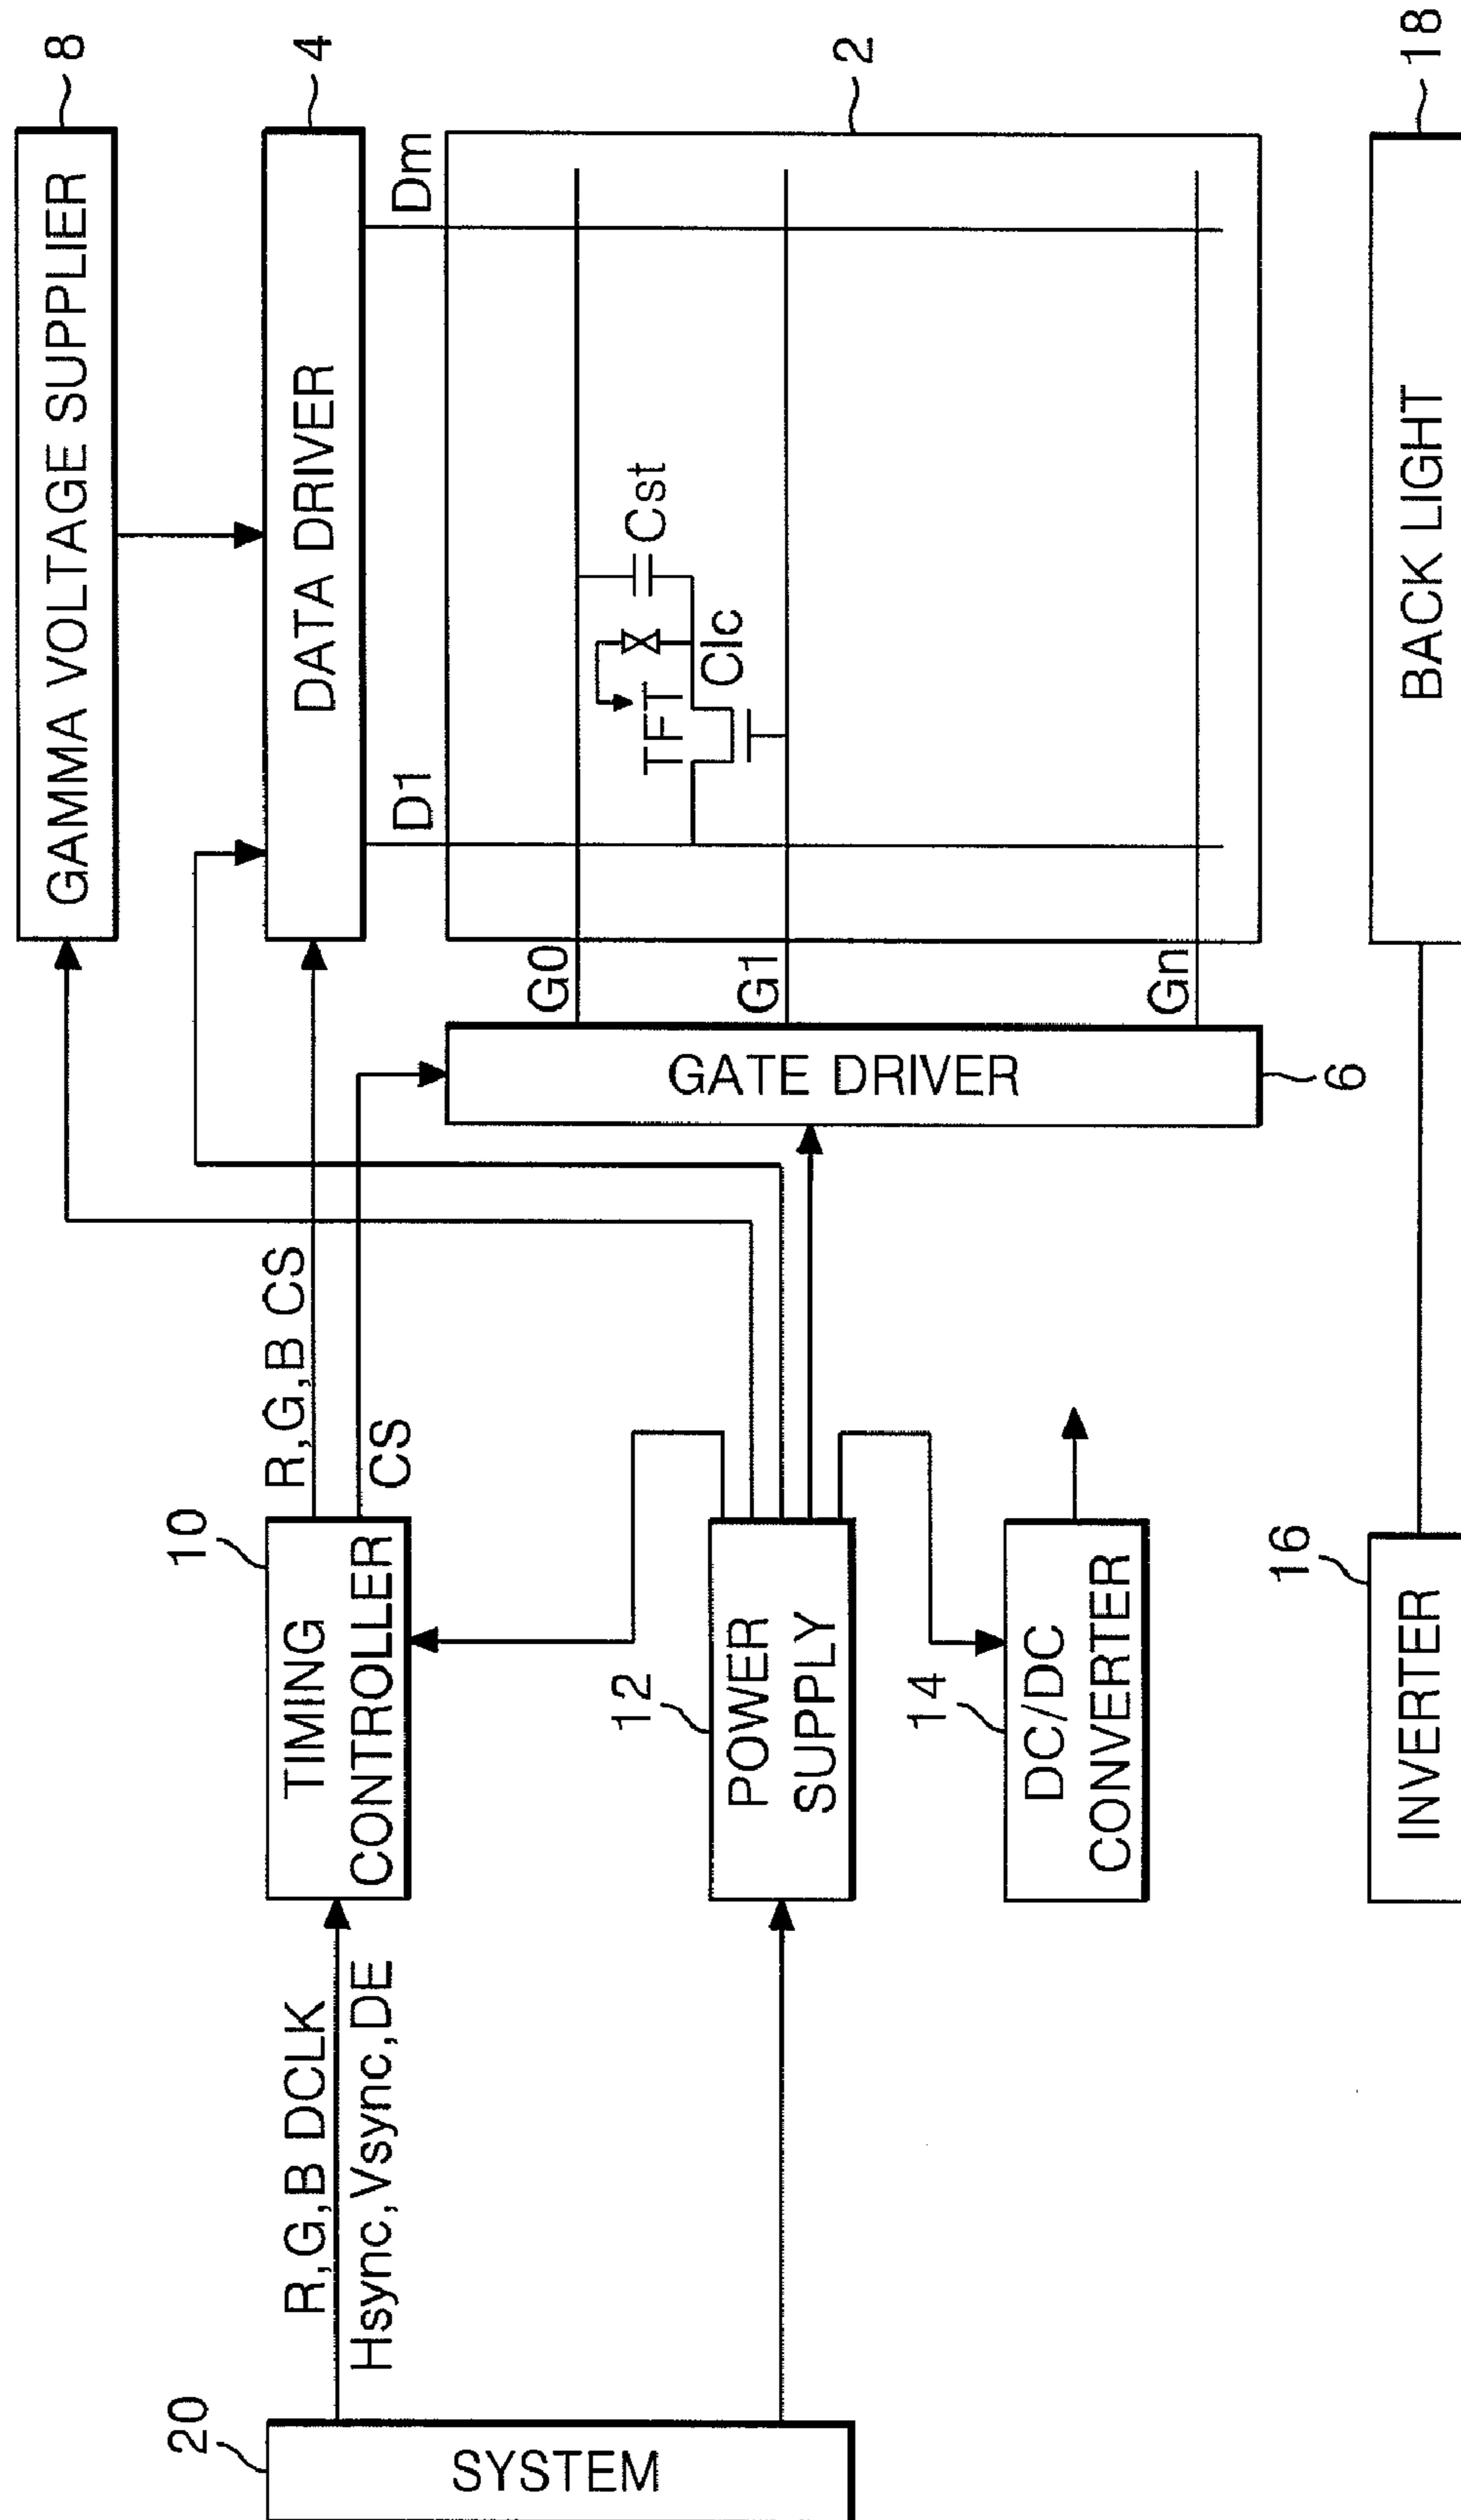 8
GAMMA VOLTAGE SUPPLIER
20
10
R,G,B CS
4
R,G,B DCLK
TIMING
DATA DRIVER
Hsync,Vsync,DE
CONTROLLER
CS
D1
Dm
SYSTEM
12
POWER
SUPPLY
GATE DRIVER
G0
G1
Gn
TFT
Clc
Cst
2
14
DC/DC
CONVERTER
6
16
INVERTER
BACK LIGHT
18